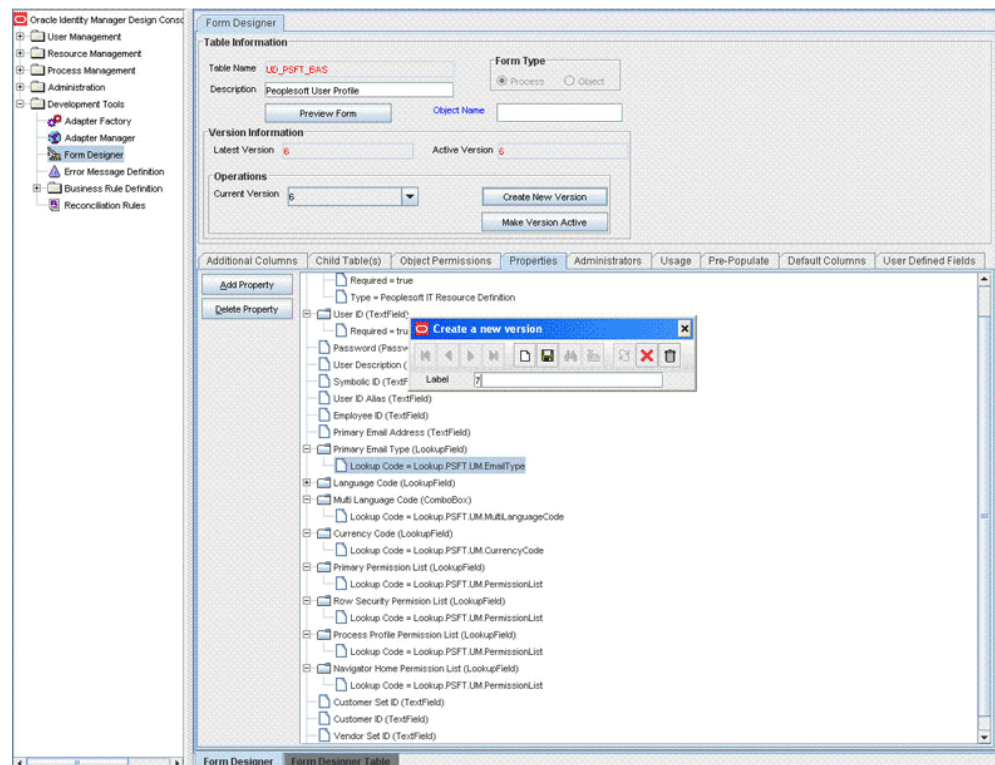 Oracle Identity Manager Design Conso
User Management
Resource Management
Process Management
Administration
Development Tools
Adapter Factory
Adapter Manager
Form Designer
Error Message Definition
Business Rule Definition
Reconciliation Rules
Form Designer
Table Information
Table Name UD_PSFT_BAS
Form Type
Process Object
Description Peoplesoft User Profile
Preview Form
Object Name
Version Information
Latest Version 6 Active Version 6
Operations
Current Version 6
Create New Version
Make Version Active
Additional Columns Child Table(s) Object Permissions Properties Administrators Usage Pre-Populate Default Columns User Defined Fields
Add Property
Delete Property
Required = true
Type = Peoplesoft IT Resource Definition
User ID (TextField)
Required = tru
Password (Passw
User Description (
Symbolic ID (TextF
Create a new version
Label 7
User ID Alias (TextField)
Employee ID (TextField)
Primary Email Address (TextField)
Primary Email Type (LookupField)
Lookup Code = Lookup.PSFT.UM.EmailType
Language Code (LookupField)
Multi Language Code (ComboBox)
Lookup Code = Lookup.PSFT.UM.MultiLanguageCode
Currency Code (LookupField)
Lookup Code = Lookup.PSFT.UM.CurrencyCode
Primary Permission List (LookupField)
Lookup Code = Lookup.PSFT.UM.PermissionList
Row Security Permision List (LookupField)
Lookup Code = Lookup.PSFT.UM.PermissionList
Process Profile Permission List (LookupField)
Lookup Code = Lookup.PSFT.UM.PermissionList
Navigator Home Permission List (LookupField)
Lookup Code = Lookup.PSFT.UM.PermissionList
Customer Set ID (TextField)
Customer ID (TextField)
Vendor Set ID (TextField)
Form Designer Form Designer Table